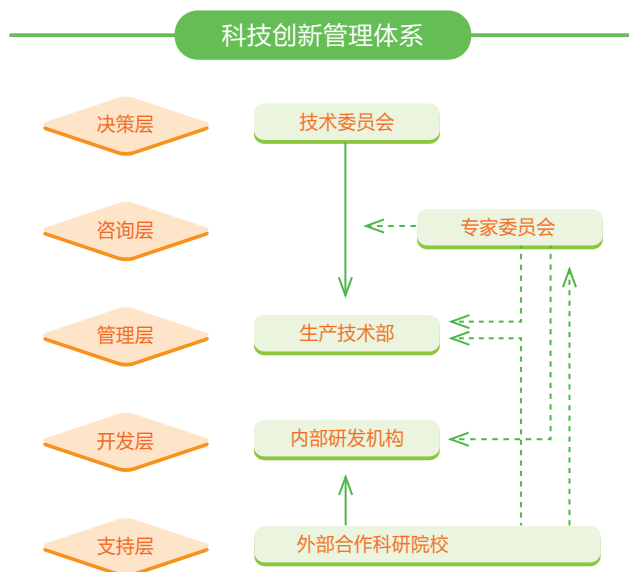 科技创新管理体系
决策层
技术委员会
咨询层
专家委员会
管理层
生产技术部
开发层
内部研发机构
支持层
外部合作科研院校